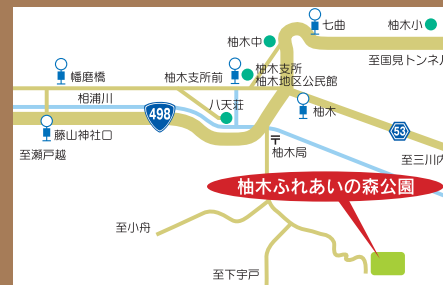 七曲
柚木小
柚木中
至国見トンネル
幡磨橋
柚木支所前
柚木支所
柚木地区公民館
相浦川
八天荘
498
柚木
藤山神社口
53
〒
柚木局
至瀬戸越
至三川内
柚木ふれあいの森公園
至小舟
至下宇戸